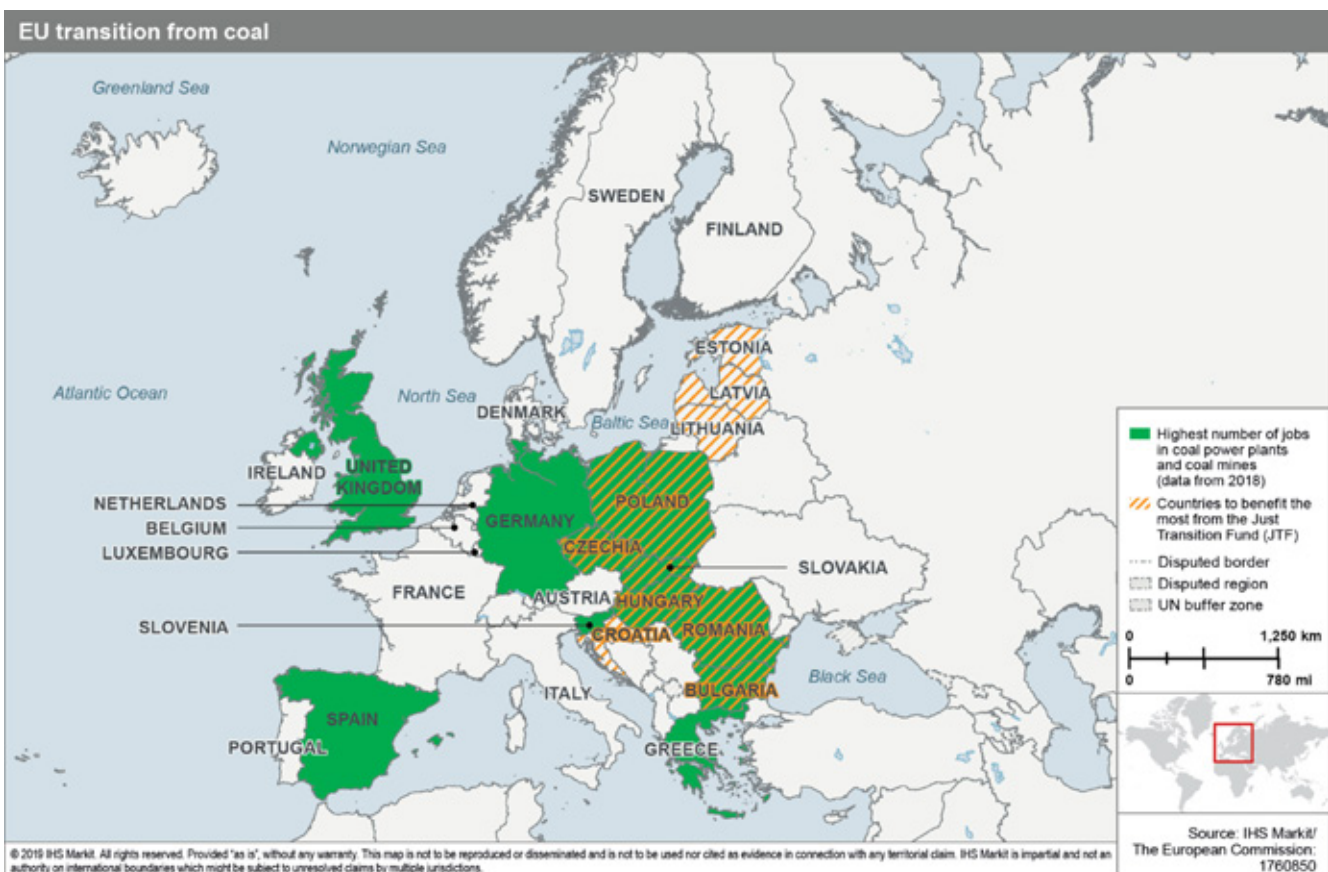 EU transition from coal
Greenland Sea
Norwegian Sea
SWEDEN
FINLAND
ESTONIA
Atlantic Ocean
North Sea
LATVIA
DENMARK
Baltic Sea
LITHUANIA
IRELAND
UNITED
KINGDOM
NETHERLANDS
BELGIUM
LUXEMBOURG
GERMANY
POLAND
CZECHIA
SLOVAKIA
FRANCE
AUSTRIA
HUNGARY
SLOVENIA
CROATIA
ROMANIA
ITALY
BULGARIA
Black Sea
SPAIN
PORTUGAL
GREECE
Highest number of jobs
in coal power plants
and coal mines
(data from 2018)
Countries to benefit the
most from the Just
Transition Fund (JTF)
Disputed border
Disputed region
UN buffer zone
0 1,250 km
0 780 mi
Source: IHS Markit/
The European Commission:
1760850
© 2019 IHS Markit. All rights reserved. Provided "as is", without any warranty. This map is not to be reproduced or disseminated and is not to be used nor cited as evidence in connection with any territorial claim. IHS Markit is impartial and not an
authority on international boundaries which might be subject to unresolved claims by multiple jurisdictions.